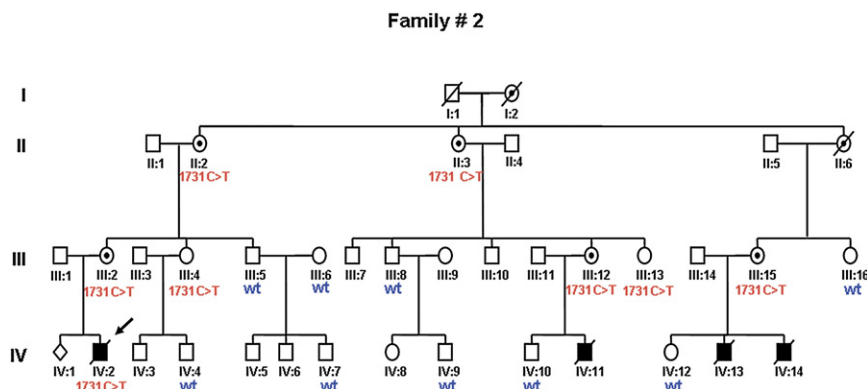 Family # 2
I
I:1 I:2
II
II:1 II:2 II:3 II:4 II:5 II:6
1731C>T 1731 C>T
III
III:1 III:2 III:3 III:4 III:5 III:6 III:7 III:8 III:9 III:10 III:11 III:12 III:13 III:14 III:15 III:16
1731C>T 1731C>T wt wt wt 1731C>T 1731C>T 1731C>T wt
IV
IV:1 IV:2 IV:3 IV:4 IV:5 IV:6 IV:7 IV:8 IV:9 IV:10 IV:11 IV:12 IV:13 IV:14
1731C>T wt wt wt wt wt